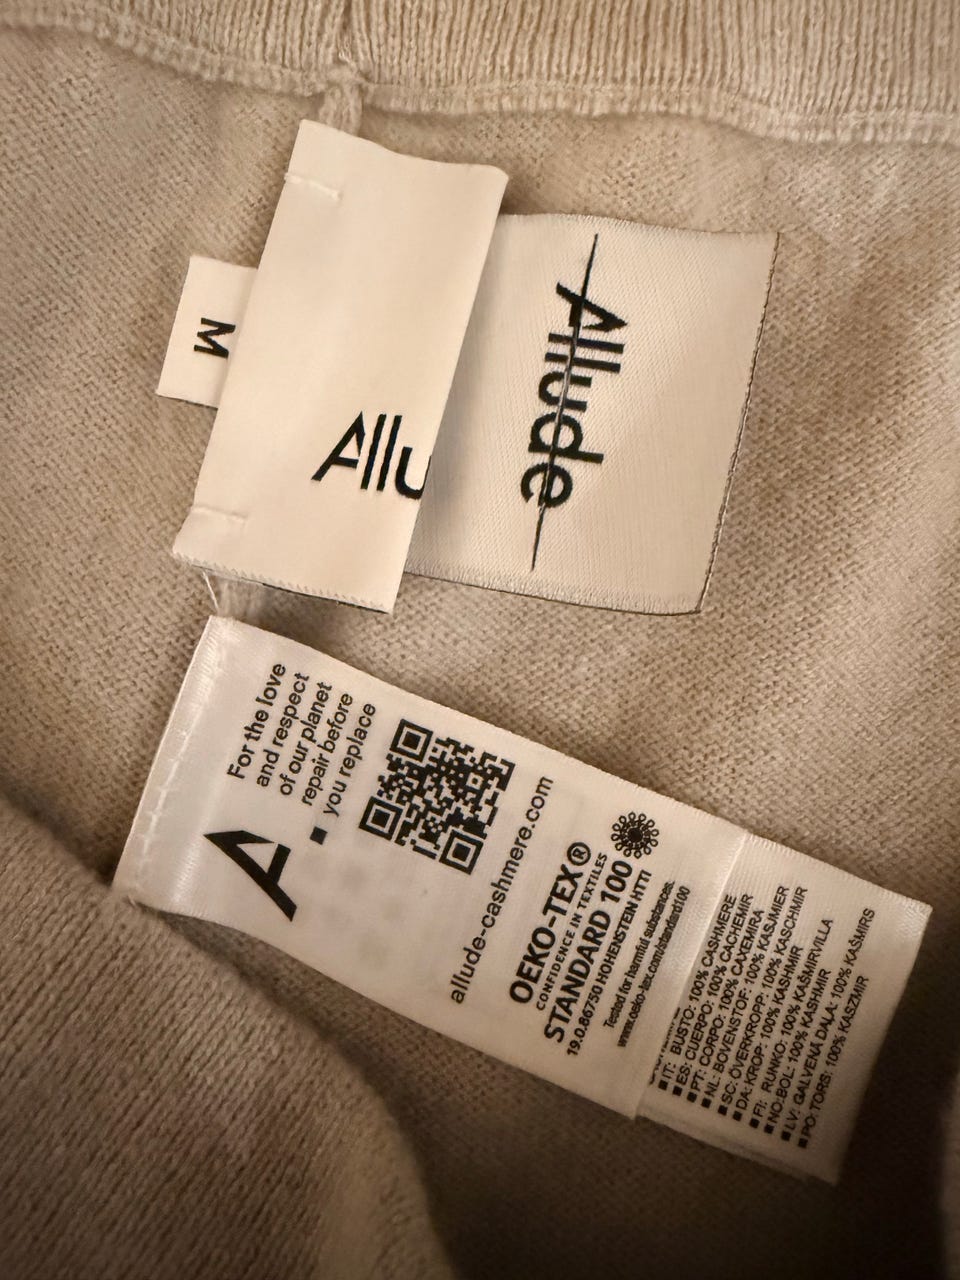 M
Allu
Allude
For the love
and respect
of our planet
repair before
you replace
A
allude-cashmere.com
OEKO-TEX®
CONFIDENCE IN TEXTILES
STANDARD 100
19.0.86750 HOHENSTEIN HTTI
Tested for harmful substances.
www.oeko-tex.com/standard100
■IT: BUSTO: 100% CASHMERE
■ES: CUERPO: 100% CACHEMIR
■PT: CORPO: 100% CAXEMIRA
■NL: BOVENSTOF: 100% KASJMIER
■SC: ÖVERKROPP: 100% KASCHMIR
■DA: KROP: 100% KASHMIR
■FI: RUNKO: 100% KAŠMIRVILLA
■NO: BOL: 100% KASHMIR
■LV: GALVENĀ DAĻA: 100% KAŠMIRS
■PO: TORS: 100% KASZMIR